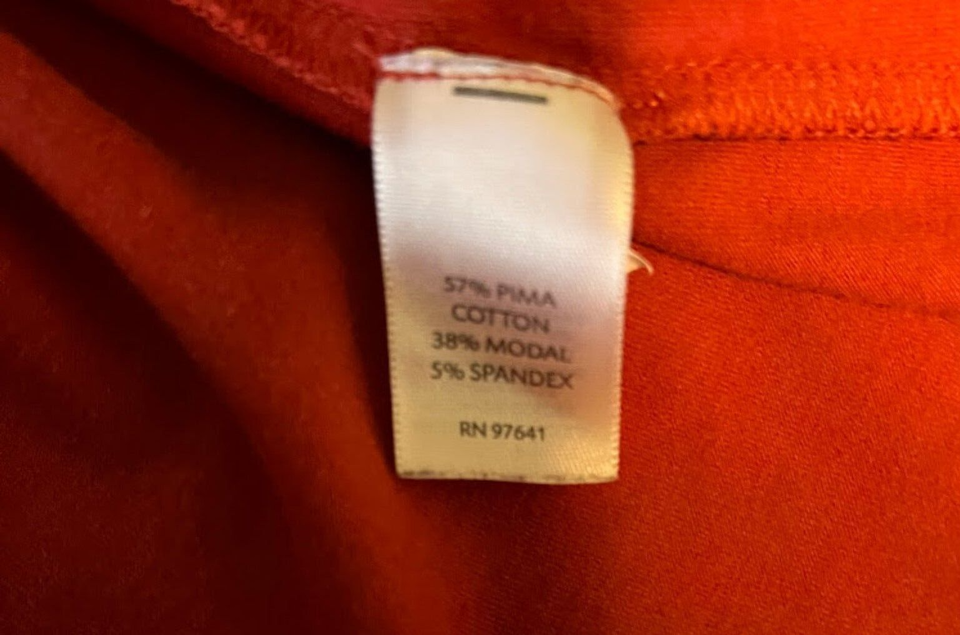 57% PIMA
COTTON
38% MODAL
5% SPANDEX
RN 97641